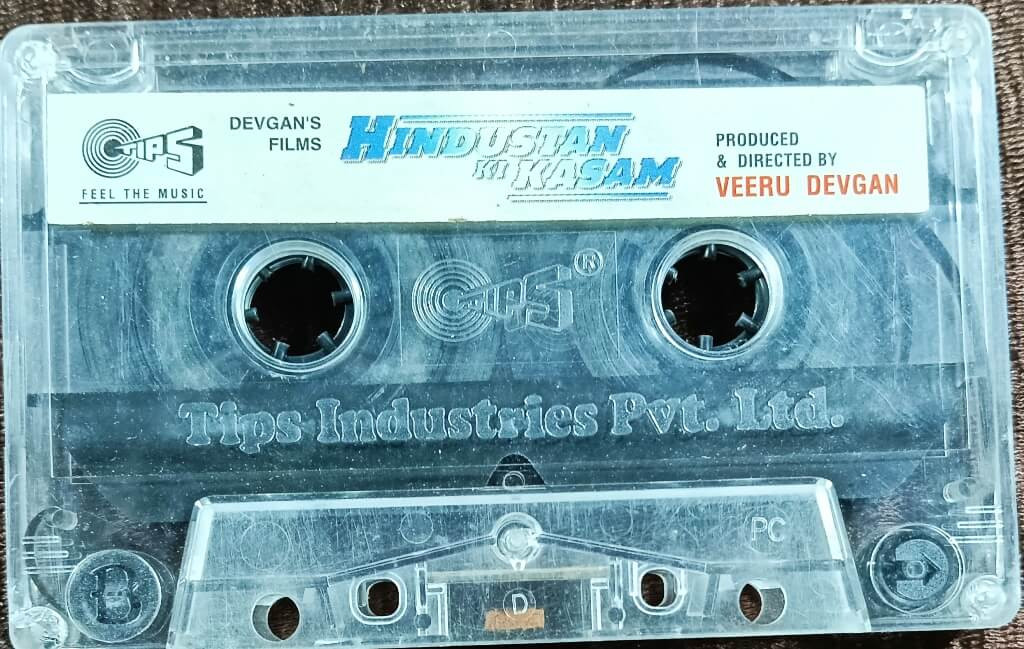 TIPS
FEEL THE MUSIC
DEVGAN'S
FILMS
HINDUSTAN
KI KASAM
PRODUCED
& DIRECTED BY
VEERU DEVGAN
TIPS ®
Tips Industries Pvt. Ltd.
PC
B
D